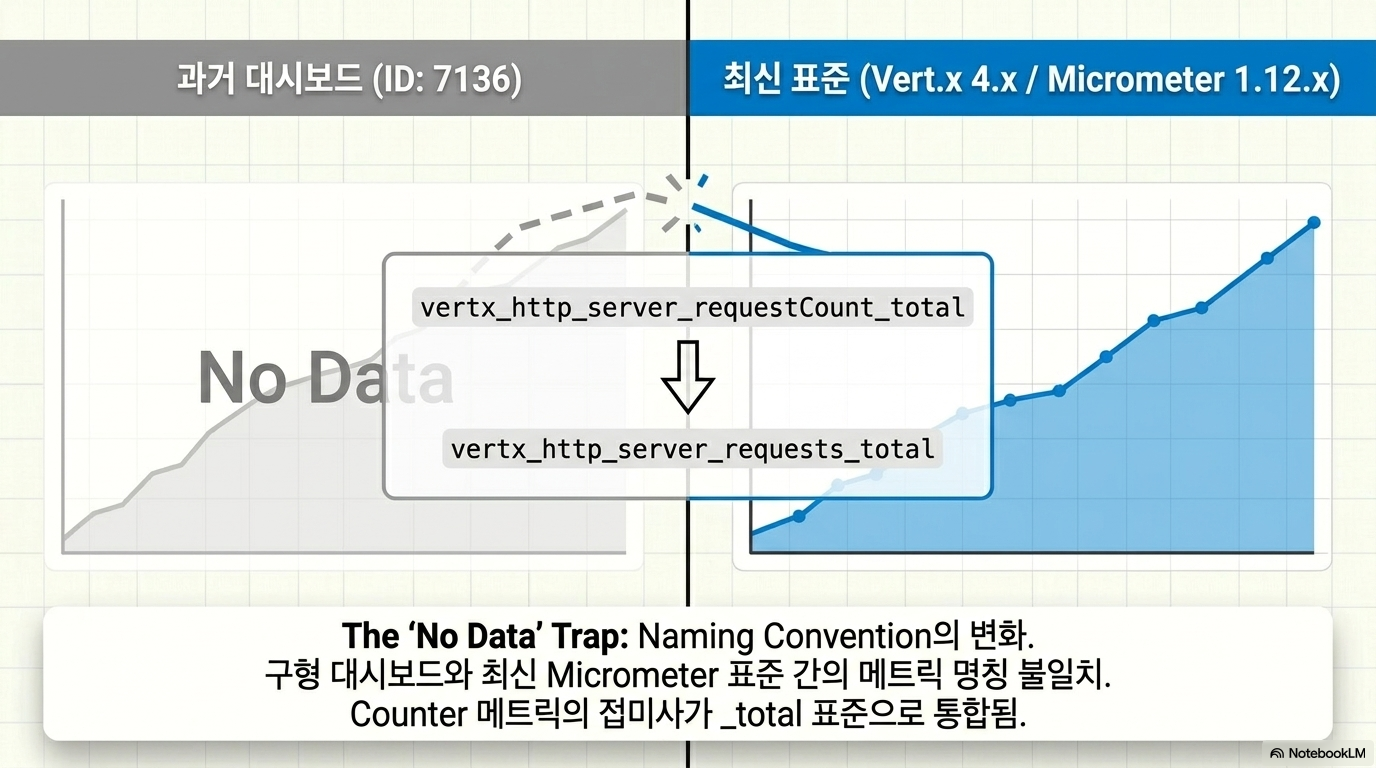 과거 대시보드 (ID: 7136)
최신 표준 (Vert.x 4.x / Micrometer 1.12.x)
No Data
vertx_http_server_requestCount_total
vertx_http_server_requests_total
The ‘No Data’ Trap: Naming Convention의 변화.
구형 대시보드와 최신 Micrometer 표준 간의 메트릭 명칭 불일치.
Counter 메트릭의 접미사가 _total 표준으로 통합됨.
NotebookLM